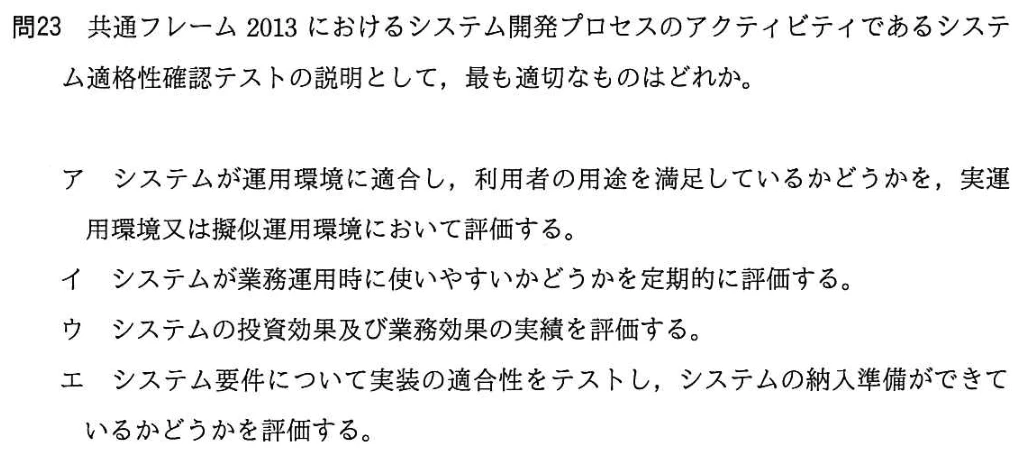 問23 共通フレーム 2013 におけるシステム開発プロセスのアクティビティであるシステ
ム適格性確認テストの説明として，最も適切なものはどれか。
ア システムが運用環境に適合し，利用者の用途を満足しているかどうかを，実運
用環境又は擬似運用環境において評価する。
イ システムが業務運用時に使いやすいかどうかを定期的に評価する。
ウ システムの投資効果及び業務効果の実績を評価する。
エ システム要件について実装の適合性をテストし，システムの納入準備ができて
いるかどうかを評価する。